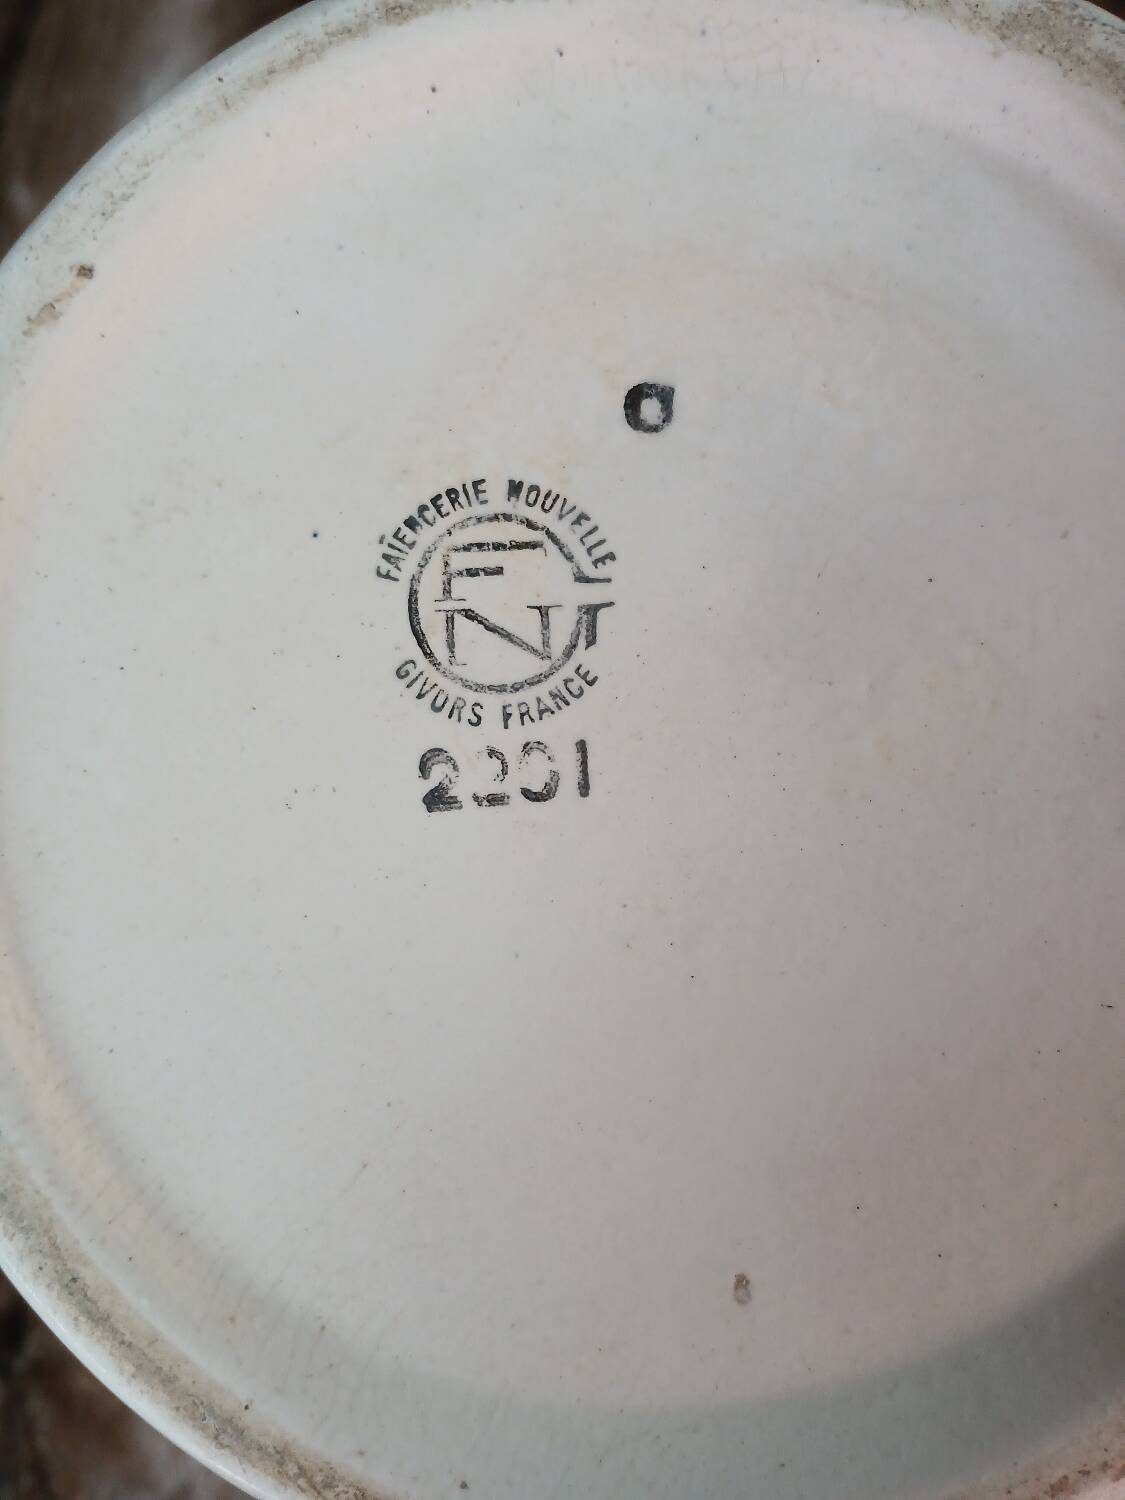 O
FAÏENCERIE NOUVELLE
FNG
GIVORS FRANCE
2201